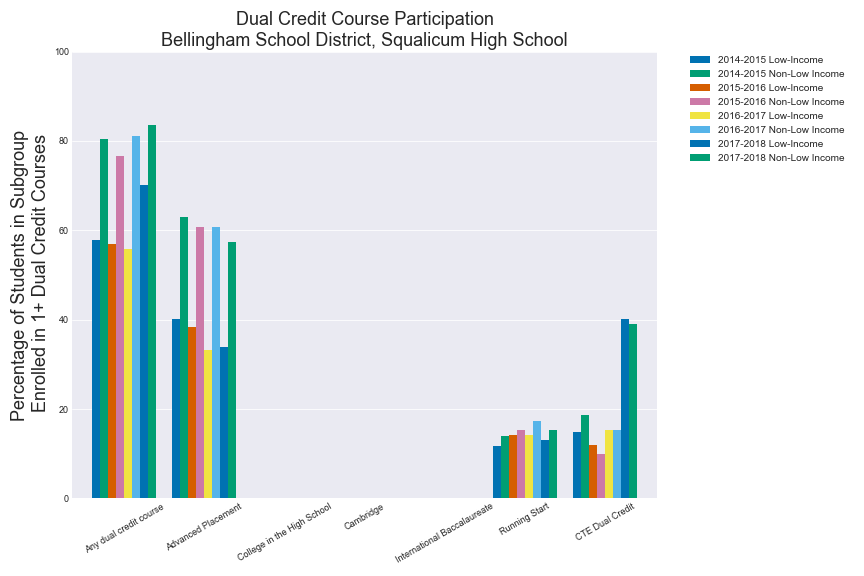 Dual Credit Course Participation
Bellingham School District, Squalicum High School
Percentage of Students in Subgroup
Enrolled in 1+ Dual Credit Courses
100
80
60
40
20
0
Any dual credit course
Advanced Placement
College in the High School
Cambridge
International Baccalaureate
Running Start
CTE Dual Credit
2014-2015 Low-Income
2014-2015 Non-Low Income
2015-2016 Low-Income
2015-2016 Non-Low Income
2016-2017 Low-Income
2016-2017 Non-Low Income
2017-2018 Low-Income
2017-2018 Non-Low Income